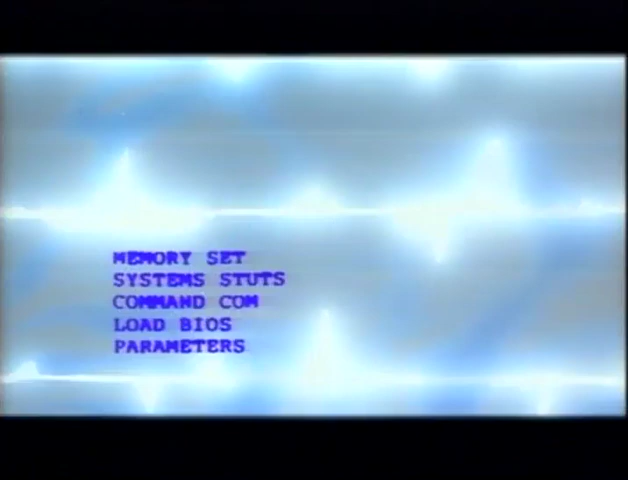 MEMORY SET
SYSTEMS STUTS
COMMAND COM
LOAD BIOS
PARAMETERS